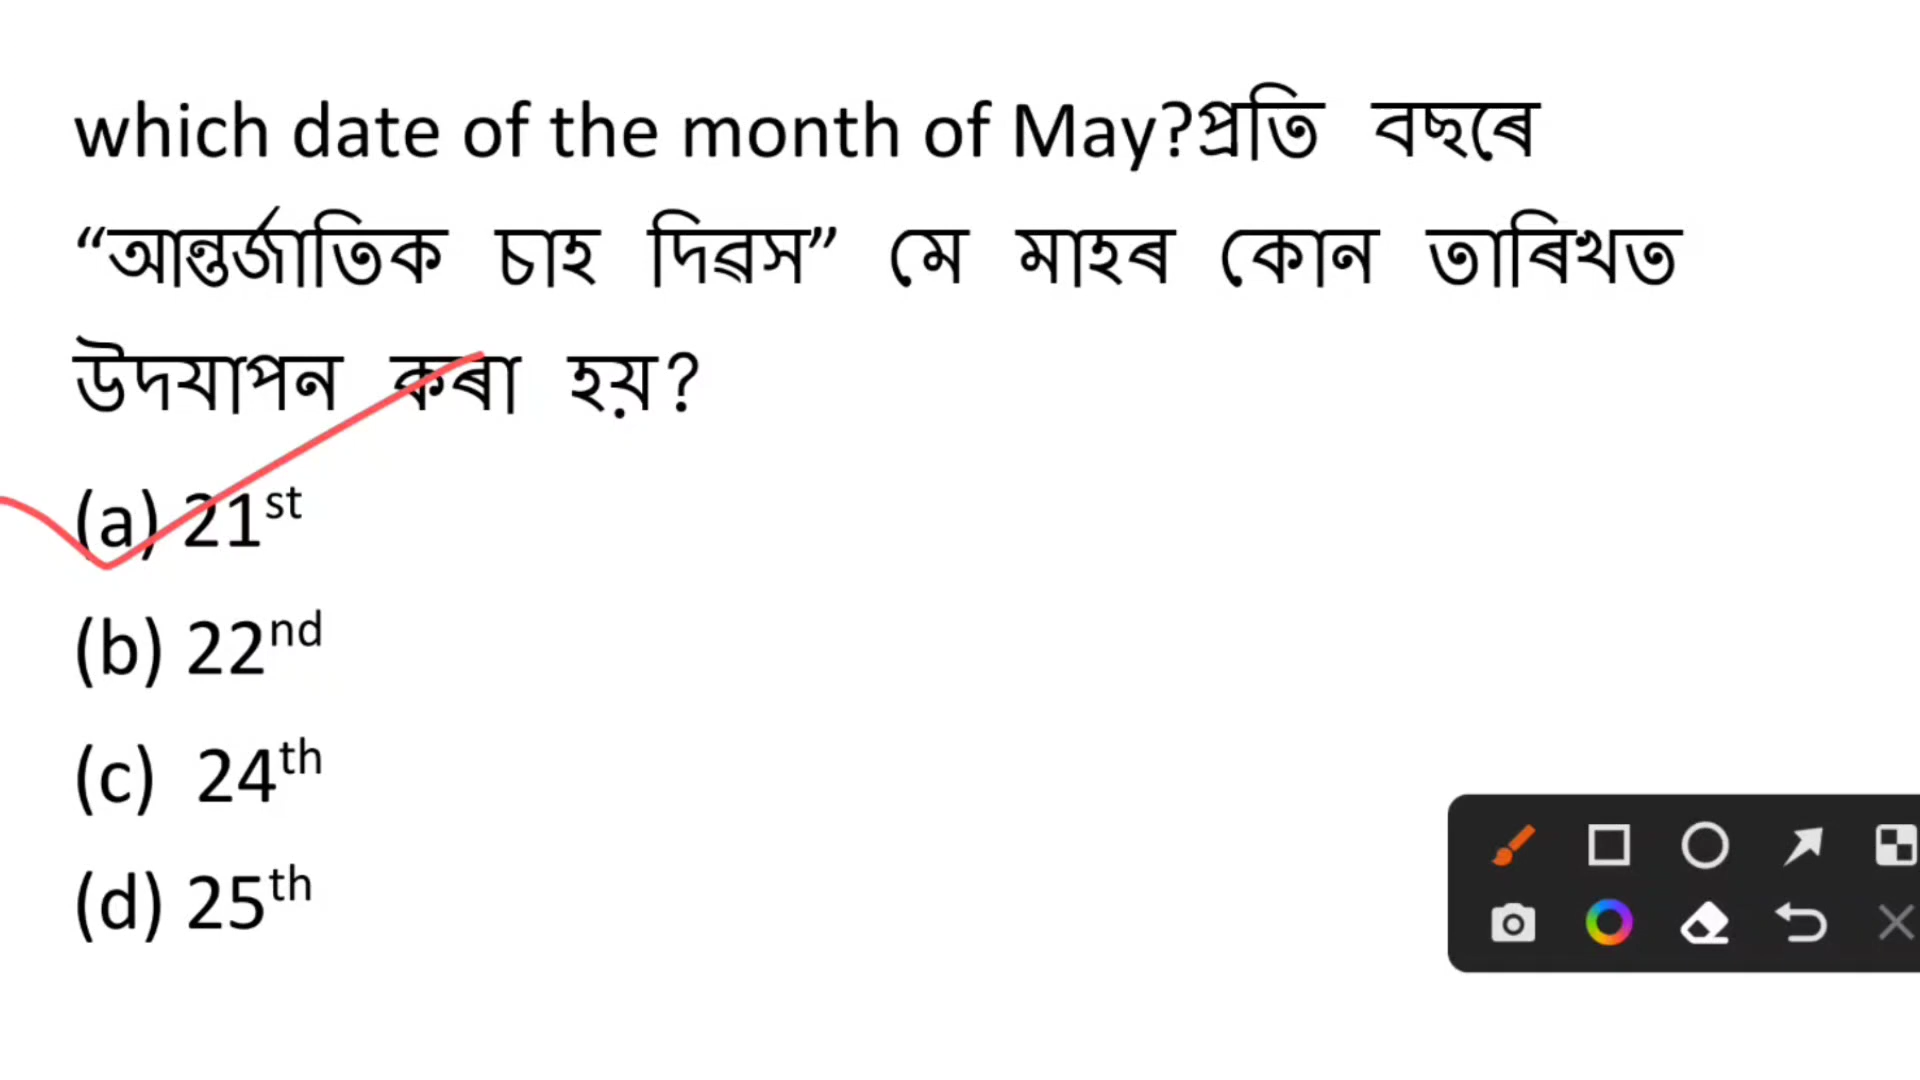 which date of the month of May?প্ৰতি বছৰে
“আন্তৰ্জাতিক চাহ দিৱস” মে মাহৰ কোন তাৰিখত
উদযাপন কৰা হয়?
(a) 21st
(b) 22nd
(c) 24th
(d) 25th